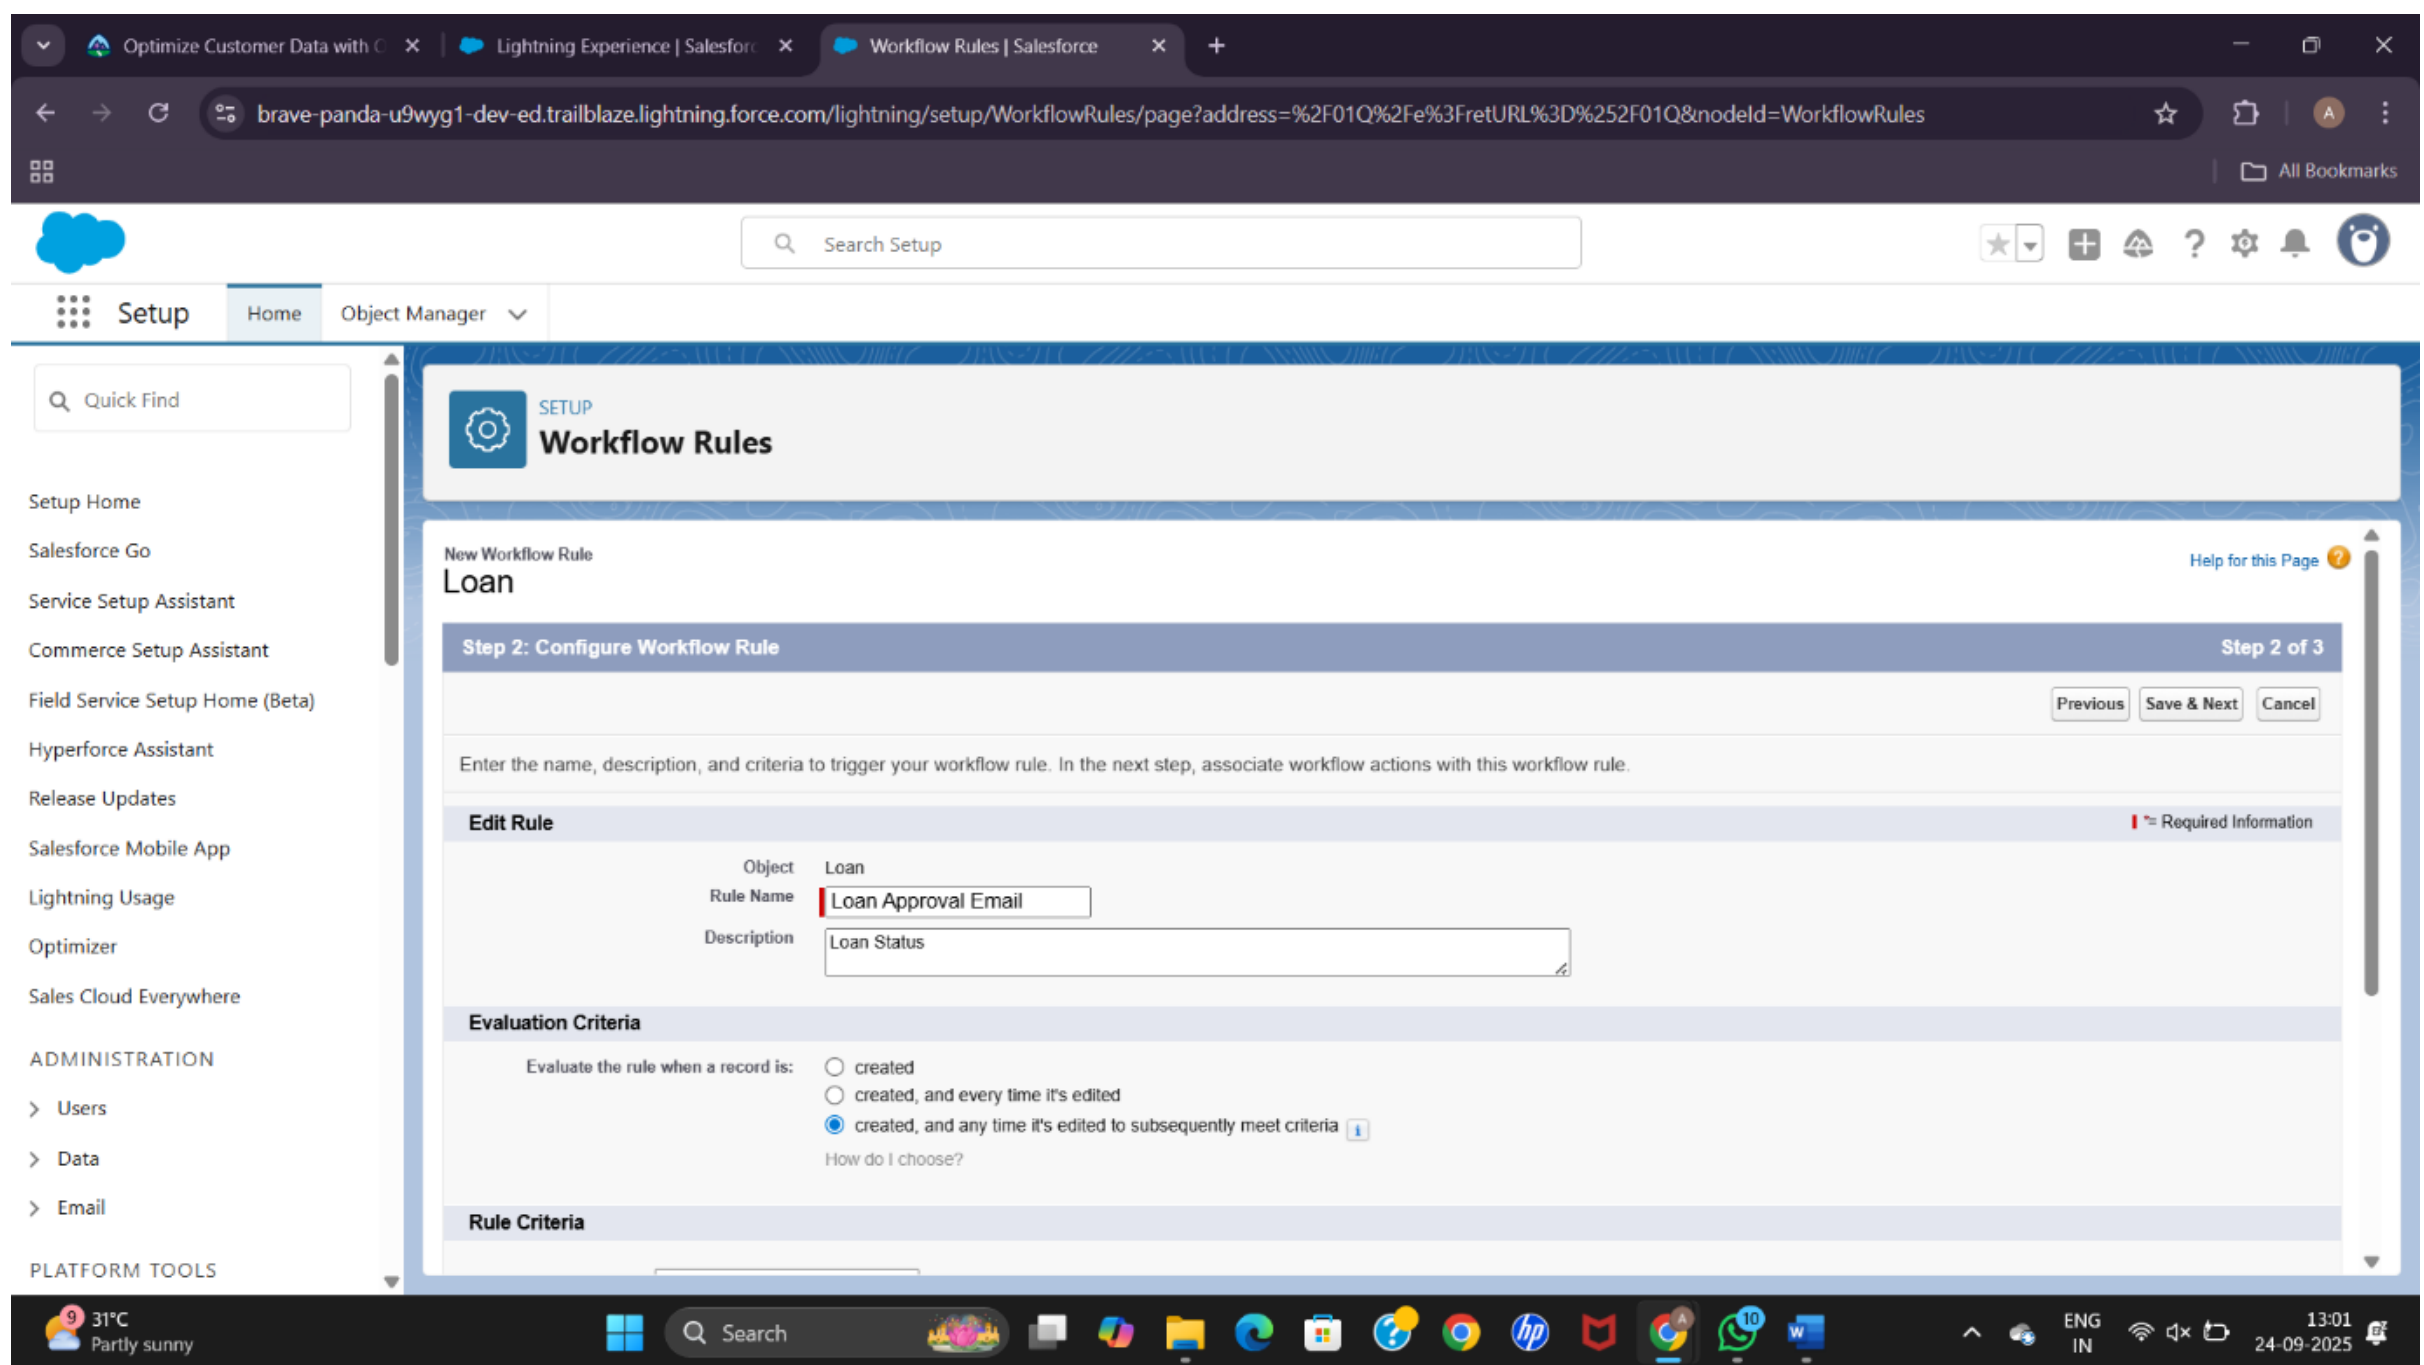 Optimize Customer Data with C
Lightning Experience | Salesforc
Workflow Rules | Salesforce
brave-panda-u9wyg1-dev-ed.trailblaze.lightning.force.com/lightning/setup/WorkflowRules/page?address=%2F01Q%2Fe%3FretURL%3D%252F01Q&nodeId=WorkflowRules
A
All Bookmarks
Search Setup
Setup
Home
Object Manager
Quick Find
Setup Home
Salesforce Go
Service Setup Assistant
Commerce Setup Assistant
Field Service Setup Home (Beta)
Hyperforce Assistant
Release Updates
Salesforce Mobile App
Lightning Usage
Optimizer
Sales Cloud Everywhere
ADMINISTRATION
Users
Data
Email
PLATFORM TOOLS
SETUP
Workflow Rules
New Workflow Rule
Loan
Help for this Page ?
Step 2: Configure Workflow Rule
Step 2 of 3
Previous Save & Next Cancel
Enter the name, description, and criteria to trigger your workflow rule. In the next step, associate workflow actions with this workflow rule.
Edit Rule
= Required Information
Object Loan
Rule Name Loan Approval Email
Description Loan Status
Evaluation Criteria
Evaluate the rule when a record is:
created
created, and every time it's edited
created, and any time it's edited to subsequently meet criteria i
How do I choose?
Rule Criteria
9
31°C
Partly sunny
Search
hp
A
10
W
ENG
IN
13:01
24-09-2025